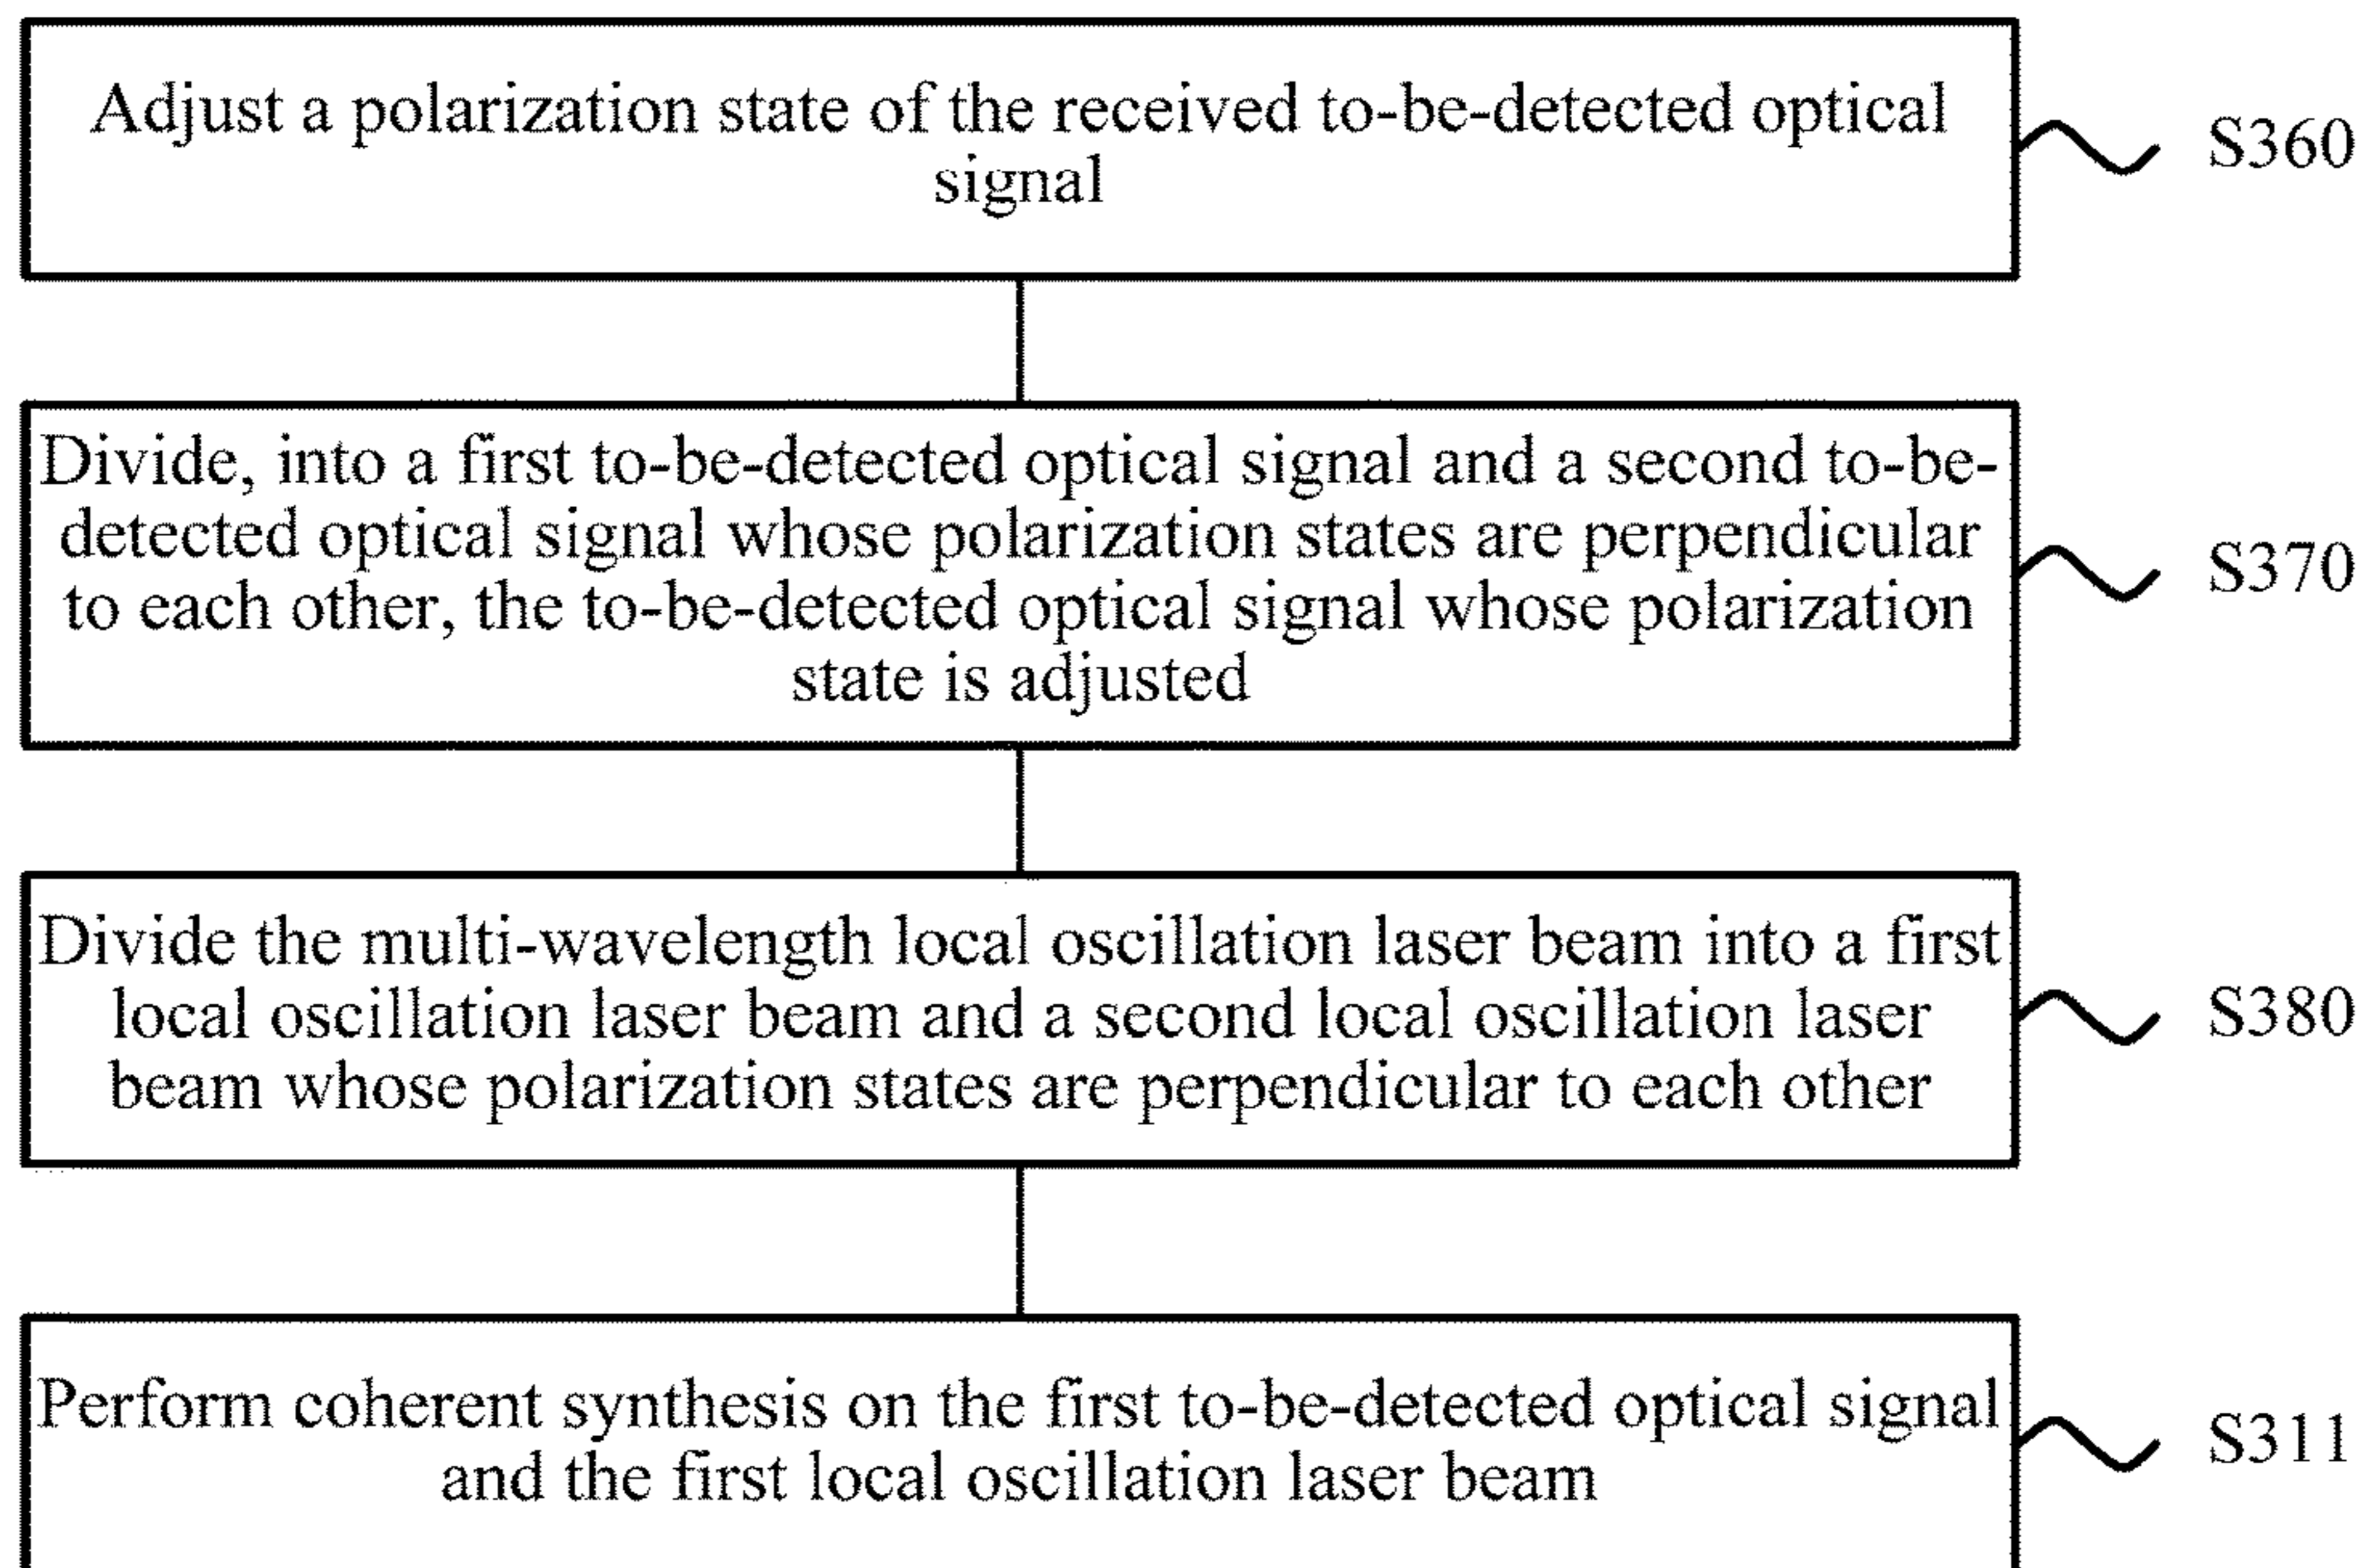 Adjust a polarization state of the received to-be-detected optical
signal
S360
Divide, into a first to-be-detected optical signal and a second to-be-
detected optical signal whose polarization states are perpendicular
to each other, the to-be-detected optical signal whose polarization
state is adjusted
S370
Divide the multi-wavelength local oscillation laser beam into a first
local oscillation laser beam and a second local oscillation laser
beam whose polarization states are perpendicular to each other
S380
Perform coherent synthesis on the first to-be-detected optical signal
and the first local oscillation laser beam
S311